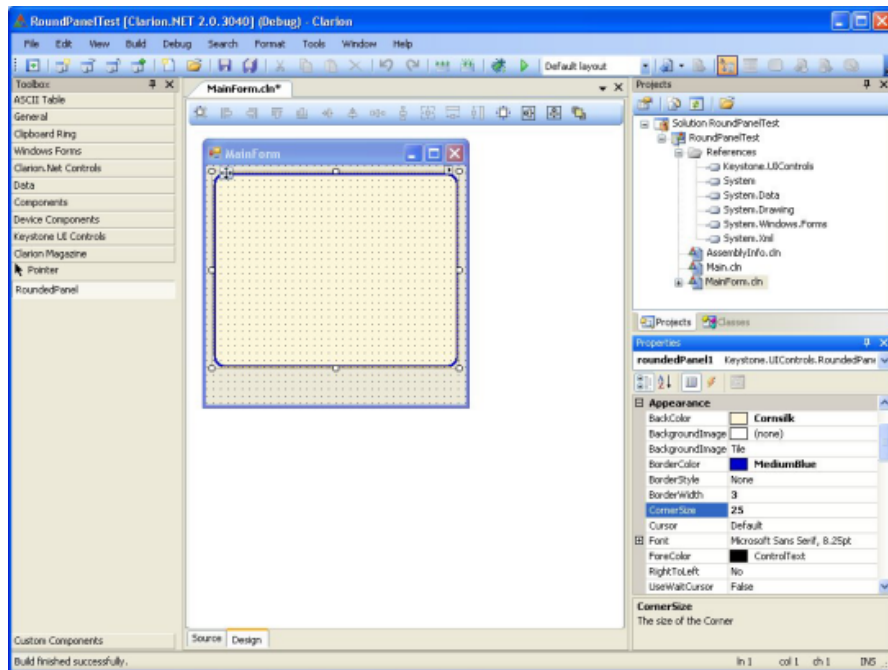 RoundPanelTest [Clarion.NET 2.0.3040] (Debug) - Clarion
File Edit View Build Debug Search Format Tools Window Help
Default layout
Toolbox
ASCII Table
General
Clipboard Ring
Windows Forms
Clarion.Net Controls
Data
Components
Device Components
Keystone UI Controls
Clarion Magazine
Pointer
RoundedPanel
Custom Components
MainForm.cln*
MainForm
Source Design
Projects
Solution RoundPanelTest
RoundPanelTest
References
Keystone.UIControls
System
System.Data
System.Drawing
System.Windows.Forms
System.Xml
AssemblyInfo.cln
Main.cln
MainForm.cln
Projects Classes
Properties
roundedPanel1 Keystone.UIControls.RoundedPane
Appearance
BackColor Cornsilk
BackgroundImage (none)
BackgroundImage Tile
BorderColor MediumBlue
BorderStyle None
BorderWidth 3
CornerSize 25
Cursor Default
Font Microsoft Sans Serif, 8.25pt
ForeColor ControlText
RightToLeft No
UseWaitCursor False
CornerSize
The size of the Corner
Build finished successfully.
ln 1 col 1 ch 1 INS